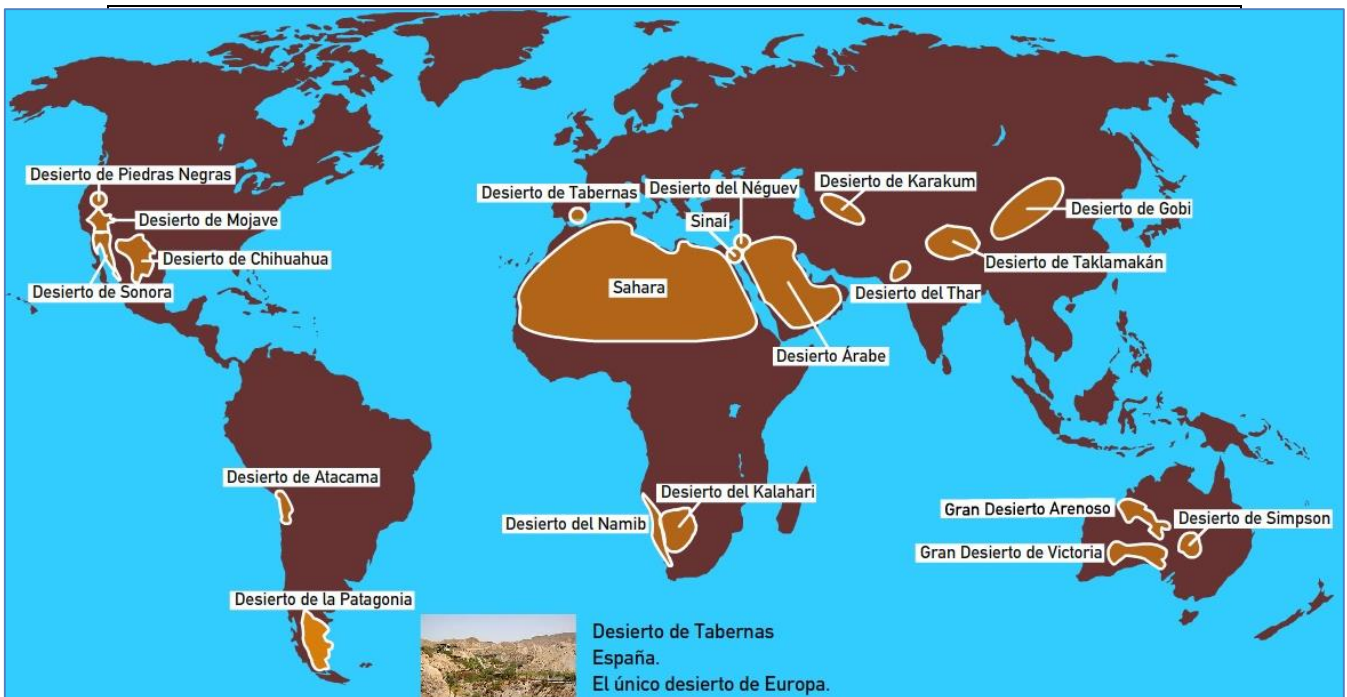 Desierto de Piedras Negras
Desierto de Mojave
Desierto de Chihuahua
Desierto de Sonora
Desierto de Tabernas
Desierto del Néguev
Sinaí
Desierto de Karakum
Desierto de Gobi
Desierto de Taklamakán
Desierto del Thar
Sahara
Desierto Árabe
Desierto de Atacama
Desierto del Kalahari
Desierto del Namib
Gran Desierto Arenoso
Desierto de Simpson
Gran Desierto de Victoria
Desierto de la Patagonia
Desierto de Tabernas
España.
El único desierto de Europa.